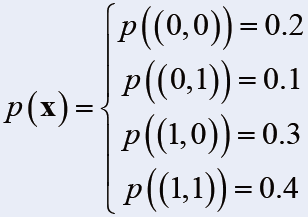 p((0,0)) = 0.2
p((0,1)) = 0.1
p(x) =
p((1,0)) = 0.3
p((1,1)) = 0.4